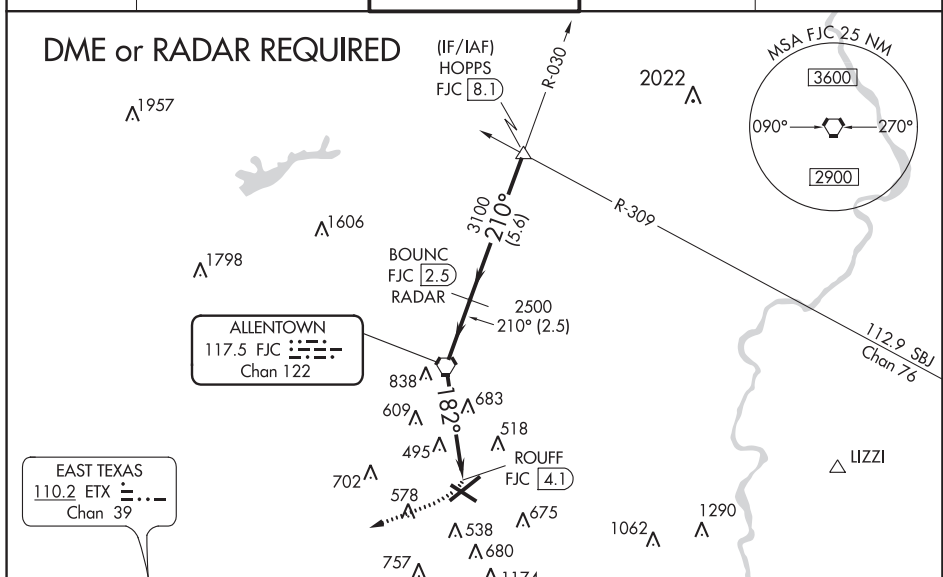 DME or RADAR REQUIRED
(IF/IAF)
HOPPS
FJC 8.1
R-030
2022
MSA FJC 25 NM
3600
090°
270°
2900
1957
3100
210°
(5.6)
R-309
1606
1798
BOUNC
FJC 2.5
RADAR
2500
210° (2.5)
ALLENTOWN
117.5 FJC
Chan 122
112.9 SBJ
Chan 76
838
182°
683
609
518
495
ROUFF
FJC 4.1
LIZZI
EAST TEXAS
110.2 ETX
Chan 39
702
578
675
538
1062
1290
680
757
1174